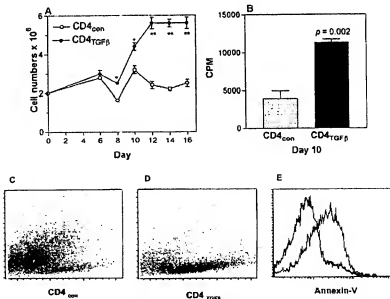 A
CD4con
CD4TGFβ
Cell numbers x 10⁶
6
4
2
0
*
*
**
**
**
0 2 4 6 8 10 12 14 16
Day
B
CPM
15000
10000
5000
0
p = 0.002
CD4con CD4TGFβ
Day 10
C
CD4con
D
CD4TGFβ
E
Annexin-V